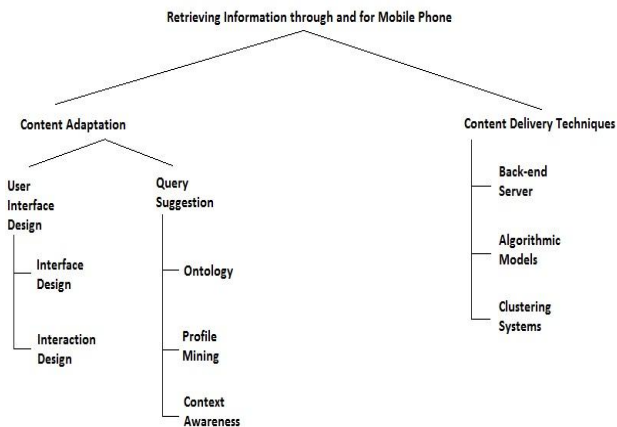 Retrieving Information through and for Mobile Phone
Content Adaptation
Content Delivery Techniques
User
Interface
Design
Interface
Design
Interaction
Design
Query
Suggestion
Ontology
Profile
Mining
Context
Awareness
Back-end
Server
Algorithmic
Models
Clustering
Systems